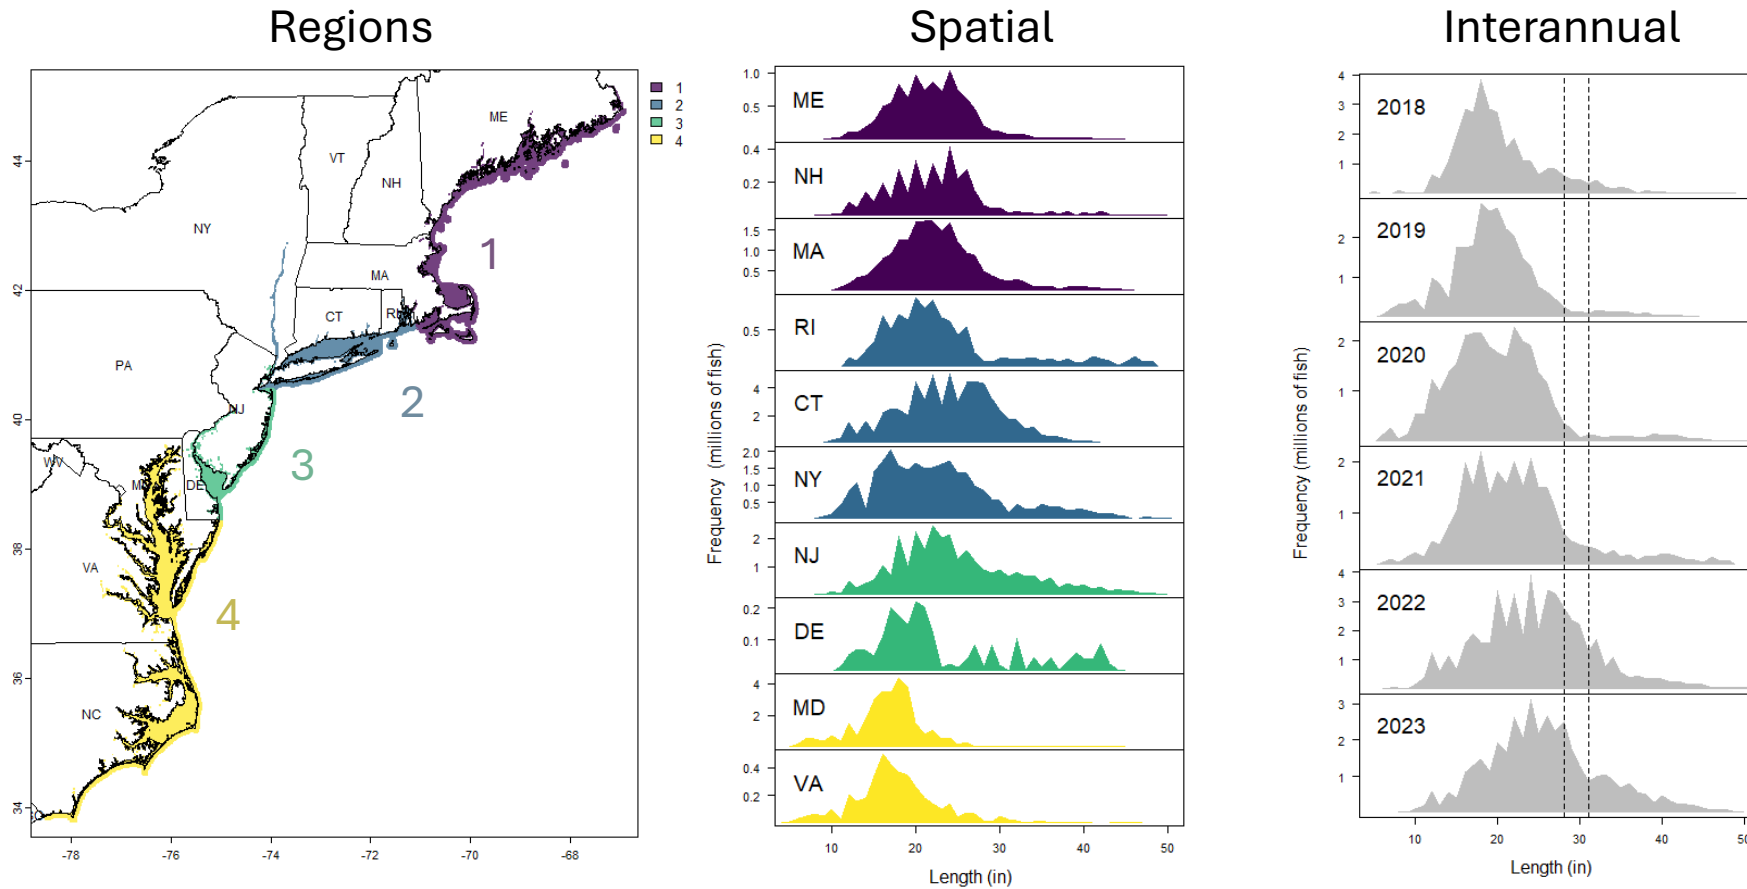 Regions
Spatial
Interannual
1
2
3
4
ME
VT
NH
NY
MA
CT
PA
NJ
WV
DE
VA
NC
1
2
3
4
44
42
40
38
36
34
-78
-76
-74
-72
-70
-68
Frequency (millions of fish)
ME
1.0
0.5
NH
0.4
0.2
MA
1.5
1.0
0.5
RI
0.5
CT
4
2
NY
2.0
1.5
1.0
0.5
NJ
2
1
DE
0.2
0.1
MD
4
2
VA
0.4
0.2
10
20
30
40
50
Length (in)
Frequency (millions of fish)
2018
4
3
2
1
2019
2
1
2020
2
1
2021
2
1
2022
4
3
2
1
2023
3
2
1
10
20
30
40
50
Length (in)